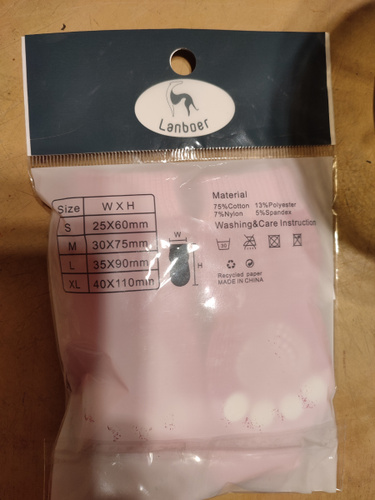 Lanboer
Size W X H
S 25X60mm
M 30X75mm
L 35X90mm
XL 40X110mm
W
H
Material
75%Cotton 13%Polyester
7%Nylon 5%Spandex
Washing&Care Instruction
Recycled paper
MADE IN CHINA